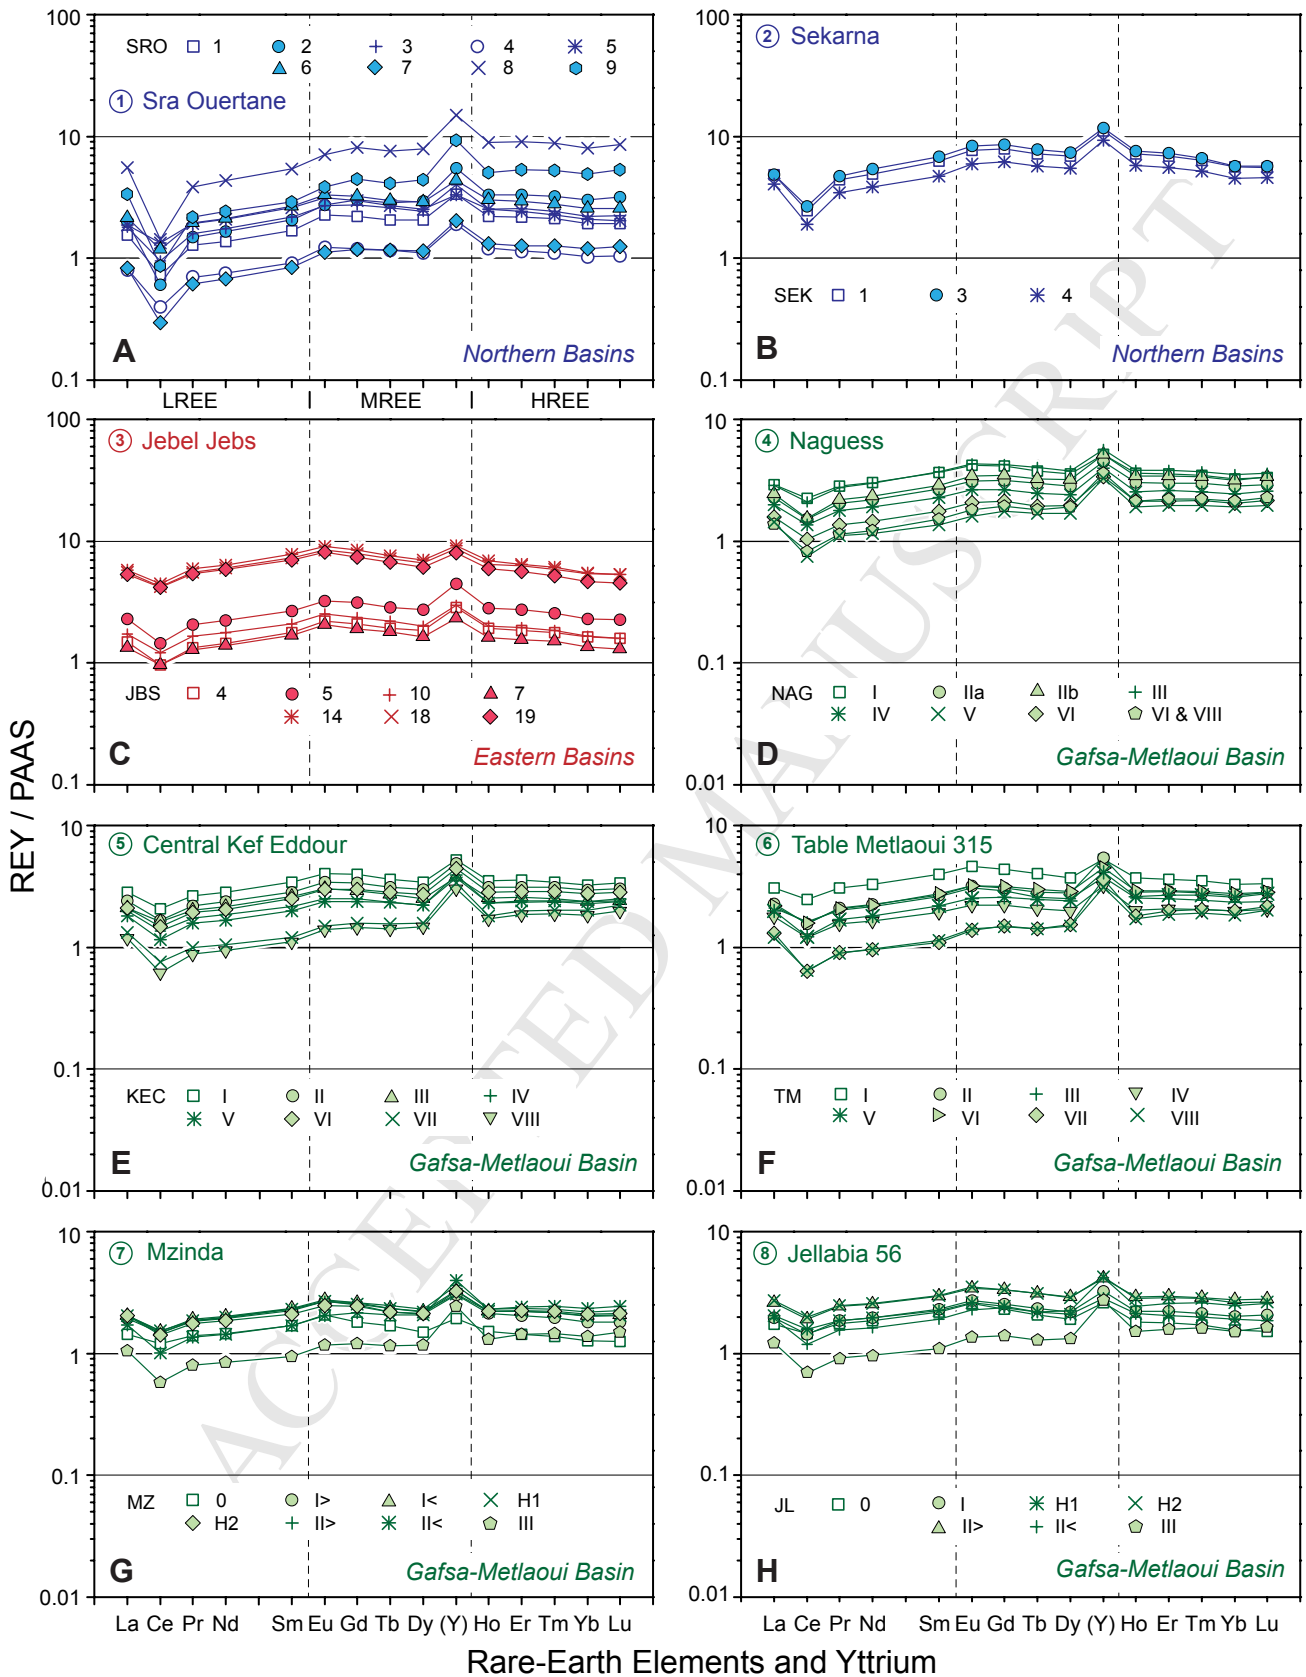 REY / PAAS
100
10
1
0.1
SRO 1 2 3 4 5
6 7 8 9
1 Sra Ouertane
A
Northern Basins
LREE MREE HREE
100
10
1
0.1
2 Sekarna
SEK 1 3 4
B
Northern Basins
100
10
1
0.1
3 Jebel Jebs
JBS 4 5 10 7
14 18 19
C
Eastern Basins
10
1
0.1
0.01
4 Naguess
NAG I IIa IIb III
IV V VI VI & VIII
D
Gafsa-Metlaoui Basin
10
1
0.1
0.01
5 Central Kef Eddour
KEC I II III IV
V VI VII VIII
E
Gafsa-Metlaoui Basin
10
1
0.1
0.01
6 Table Metlaoui 315
TM I II III IV
V VI VII VIII
F
Gafsa-Metlaoui Basin
10
1
0.1
0.01
7 Mzinda
MZ 0 I> I< H1
H2 II> II< III
G
Gafsa-Metlaoui Basin
La Ce Pr Nd Sm Eu Gd Tb Dy (Y) Ho Er Tm Yb Lu
10
1
0.1
0.01
8 Jellabia 56
JL 0 I H1 H2
II> II< III
H
Gafsa-Metlaoui Basin
La Ce Pr Nd Sm Eu Gd Tb Dy (Y) Ho Er Tm Yb Lu
Rare-Earth Elements and Yttrium
ACCEPTED MANUSCRIPT